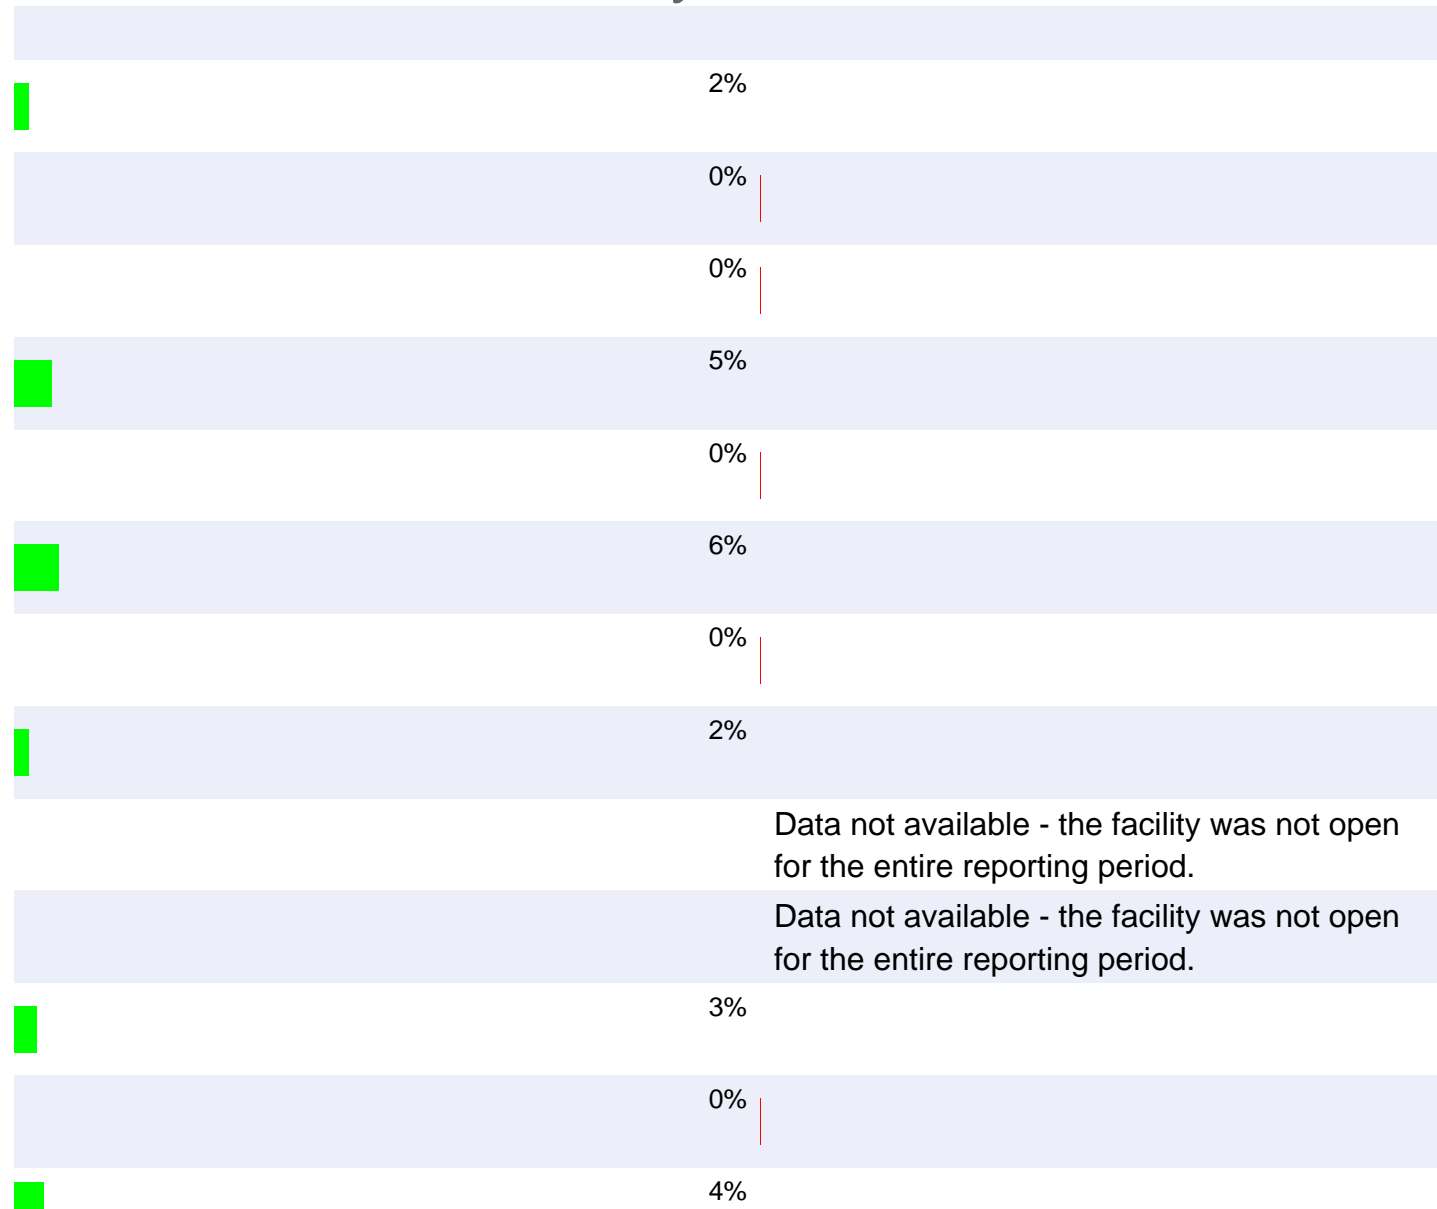 2%
0%
0%
5%
0%
6%
0%
2%
Data not available - the facility was not open
for the entire reporting period.
Data not available - the facility was not open
for the entire reporting period.
3%
0%
4%